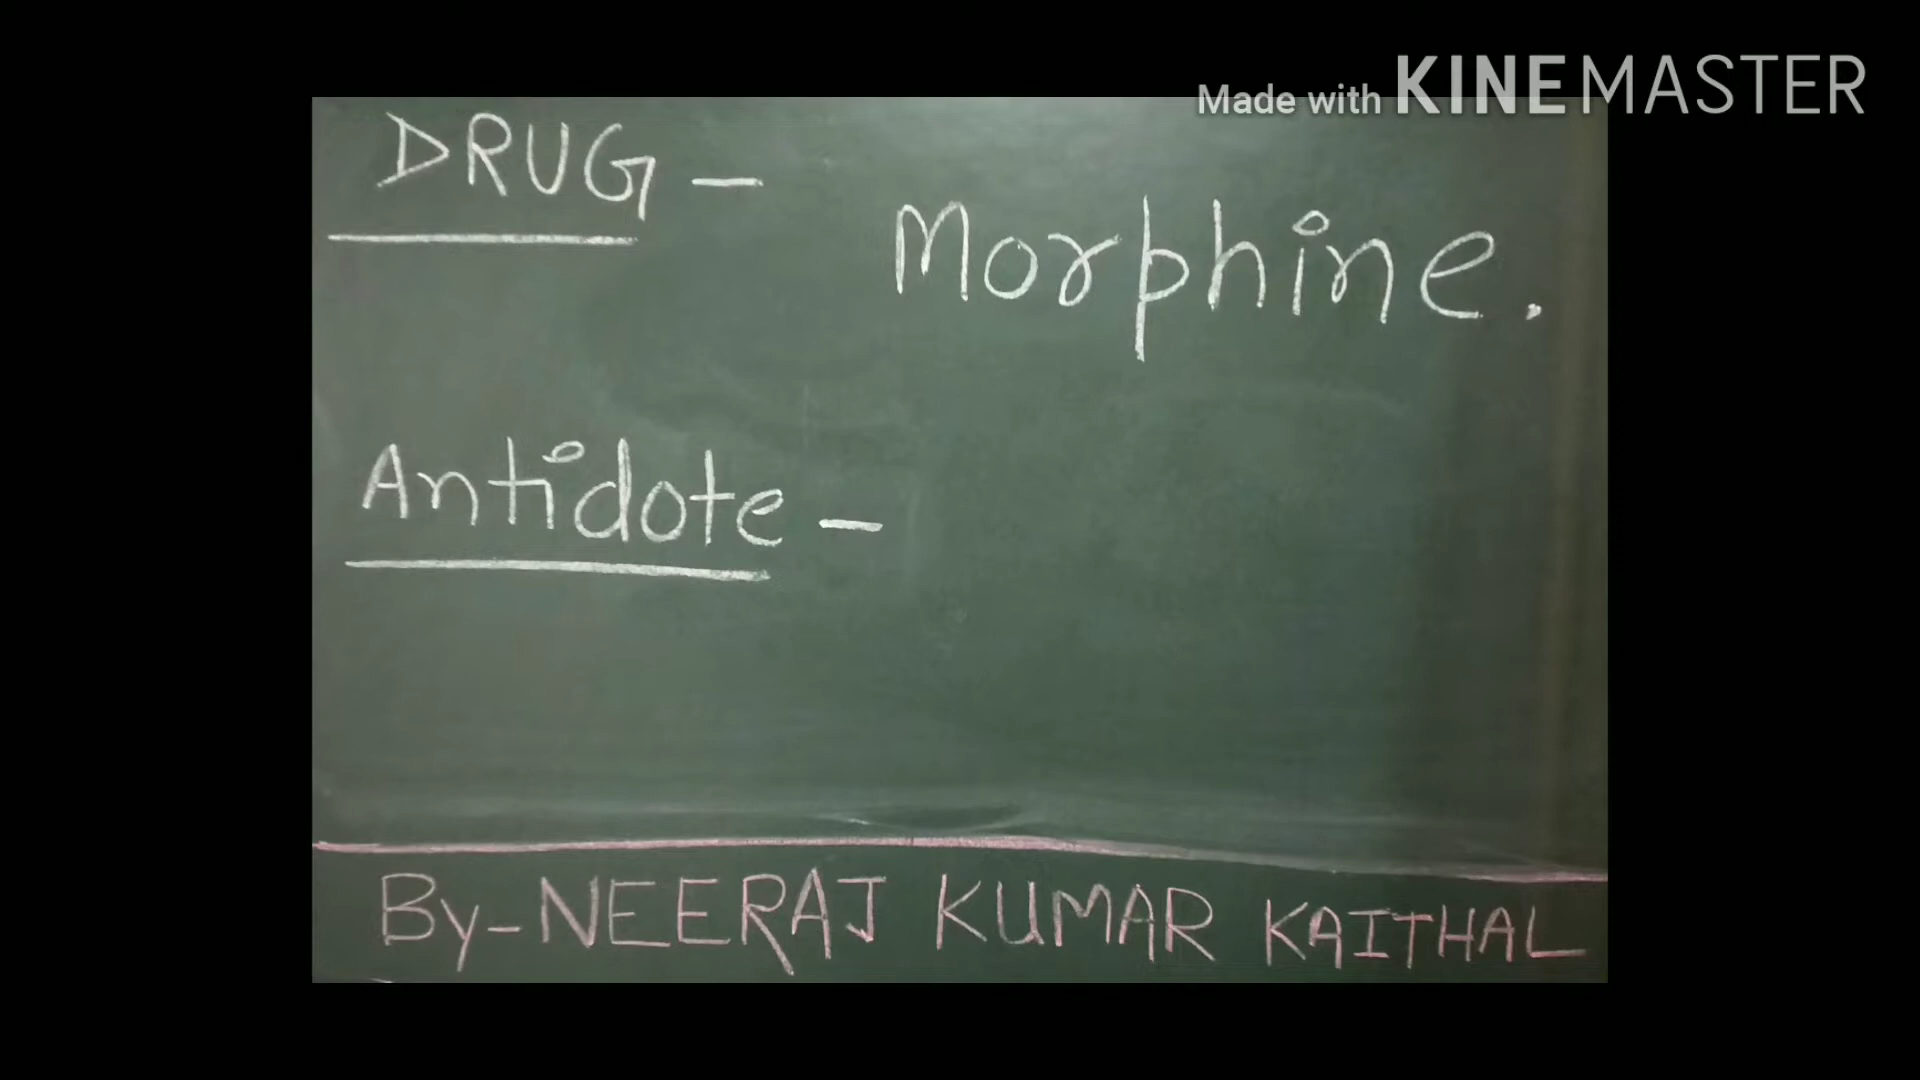 Made with KINEMASTER
DRUG -
Morphine.
Antidote -
By-NEERAJ KUMAR KAITHAL